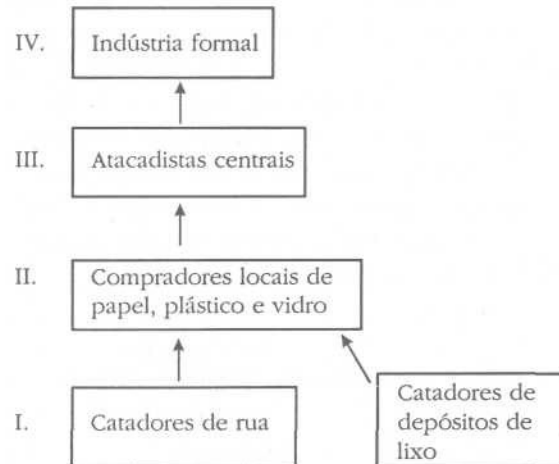 IV. Indústria formal
III. Atacadistas centrais
II. Compradores locais de
papel, plástico e vidro
I. Catadores de rua
Catadores de
depósitos de
lixo